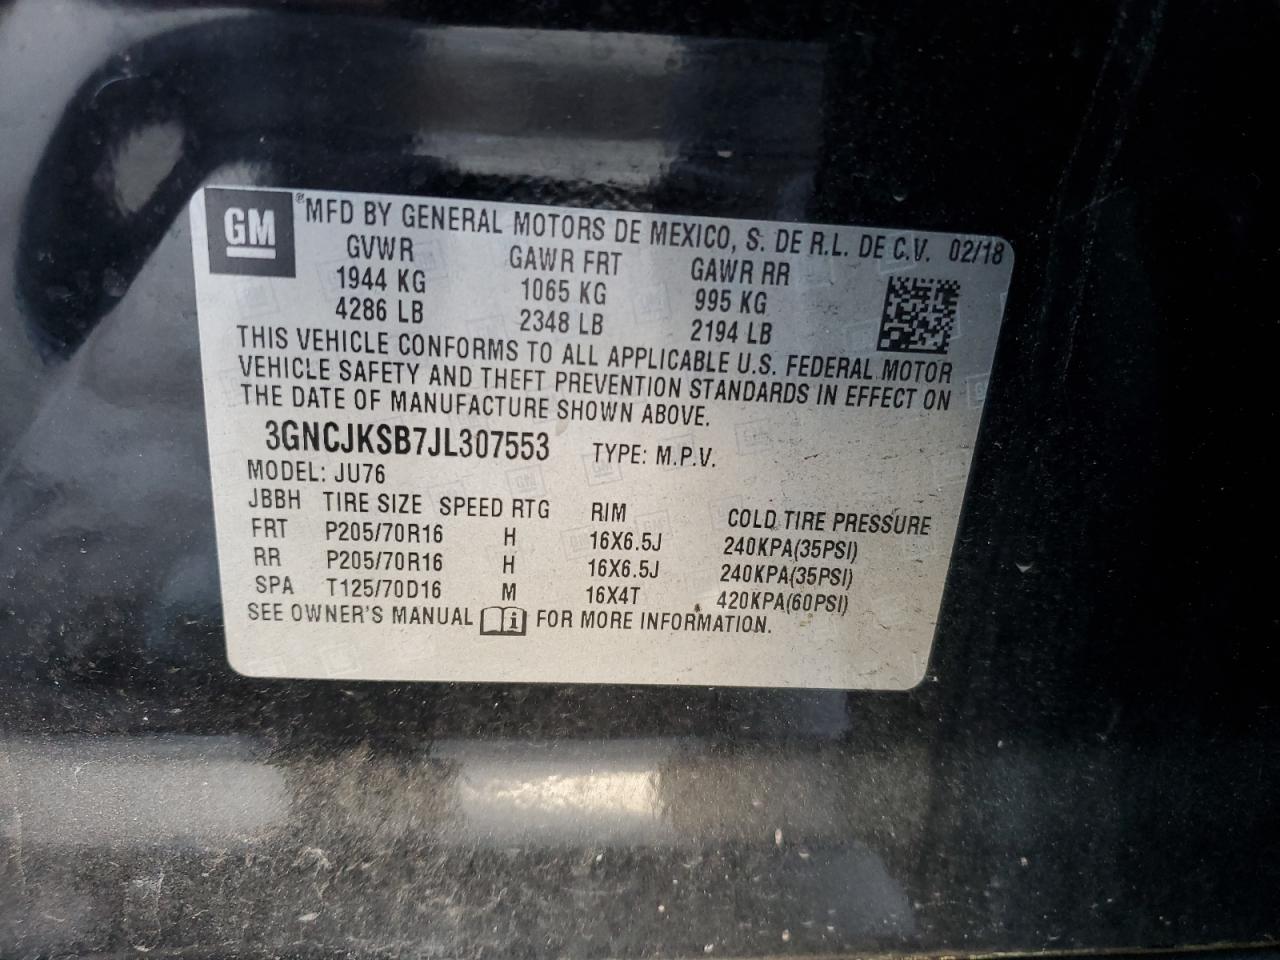 GM ® MFD BY GENERAL MOTORS DE MEXICO, S. DE R.L. DE C.V. 02/18
GVWR GAWR FRT GAWR RR
1944 KG 1065 KG 995 KG
4286 LB 2348 LB 2194 LB
THIS VEHICLE CONFORMS TO ALL APPLICABLE U.S. FEDERAL MOTOR
VEHICLE SAFETY AND THEFT PREVENTION STANDARDS IN EFFECT ON
THE DATE OF MANUFACTURE SHOWN ABOVE.
3GNCJKSB7JL307553 TYPE: M.P.V.
MODEL: JU76
JBBH TIRE SIZE SPEED RTG RIM COLD TIRE PRESSURE
FRT P205/70R16 H 16X6.5J 240KPA(35PSI)
RR P205/70R16 H 16X6.5J 240KPA(35PSI)
SPA T125/70D16 M 16X4T 420KPA(60PSI)
SEE OWNER'S MANUAL FOR MORE INFORMATION.